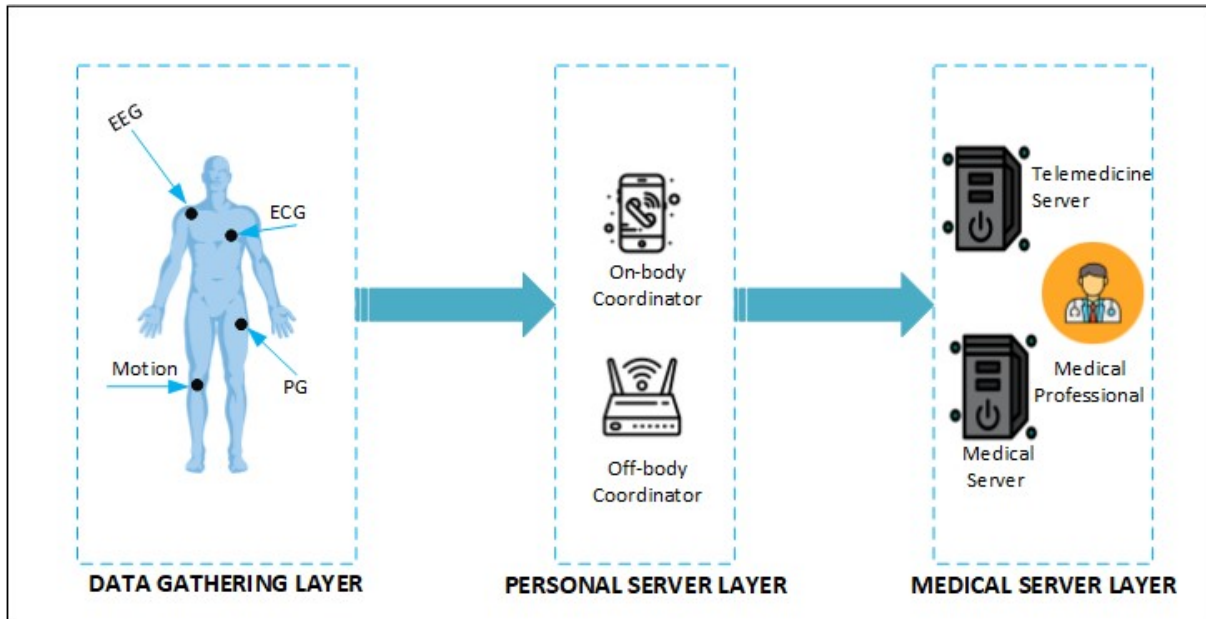 EEG
ECG
Motion
PG
DATA GATHERING LAYER
On-body
Coordinator
Off-body
Coordinator
PERSONAL SERVER LAYER
Telemedicine
Server
Medical
Professional
Medical
Server
MEDICAL SERVER LAYER